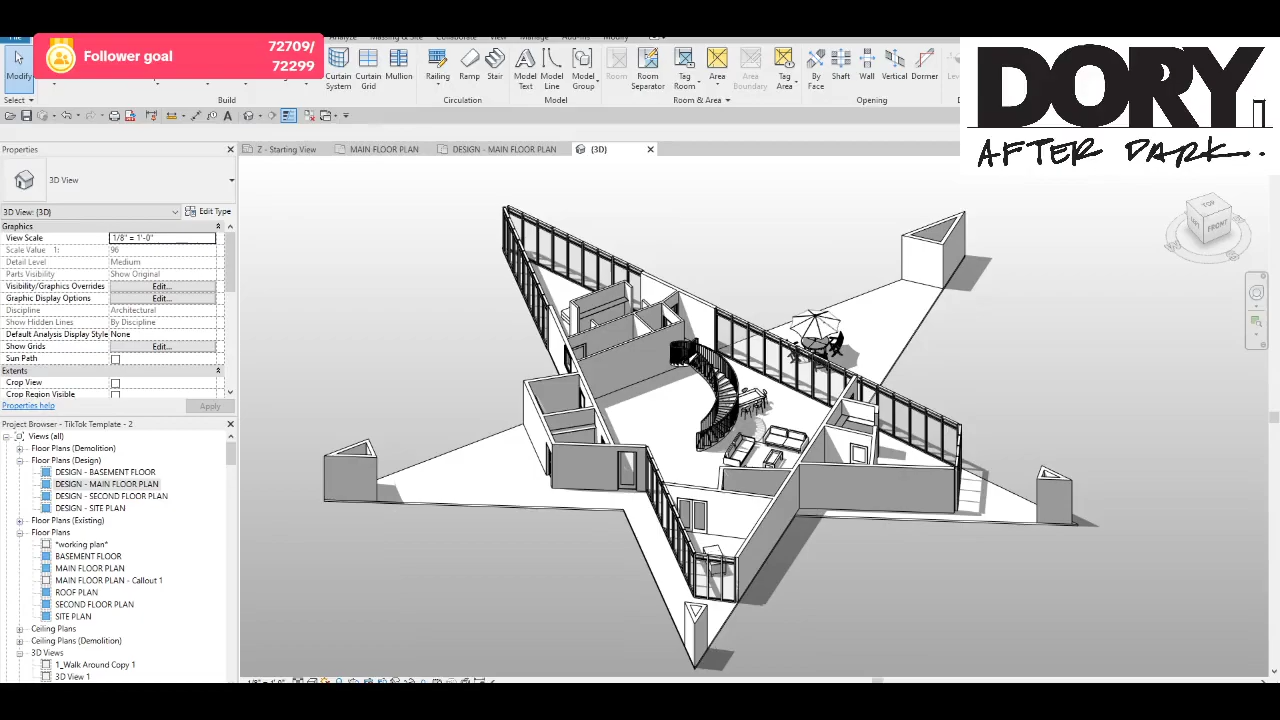 Follower goal
72709/
72299
DORY
AFTER DARK.
Modify
Curtain System
Curtain Grid
Mullion
Railing
Ramp
Stair
Model Text
Model Line
Model Group
Room
Room Separator
Tag Room
Area
Area Boundary
Tag Area
By Face
Shaft
Wall
Vertical
Dormer
Select
Build
Circulation
Model
Room & Area
Opening
Properties
Z - Starting View
MAIN FLOOR PLAN
DESIGN - MAIN FLOOR PLAN
(3D)
3D View
3D View: (3D)
Edit Type
Graphics
View Scale 1/8" = 1'-0"
Scale Value 1: 96
Detail Level Medium
Parts Visibility Show Original
Visibility/Graphics Overrides Edit...
Graphic Display Options Edit...
Discipline Architectural
Show Hidden Lines By Discipline
Default Analysis Display Style None
Show Grids Edit...
Sun Path
Extents
Crop View
Crop Region Visible
Properties help
Apply
Project Browser - TikTok Template - 2
Views (all)
Floor Plans (Demolition)
Floor Plans (Design)
DESIGN - BASEMENT FLOOR
DESIGN - MAIN FLOOR PLAN
DESIGN - SECOND FLOOR PLAN
DESIGN - SITE PLAN
Floor Plans (Existing)
Floor Plans
*working plan*
BASEMENT FLOOR
MAIN FLOOR PLAN
MAIN FLOOR PLAN - Callout 1
ROOF PLAN
SECOND FLOOR PLAN
SITE PLAN
Ceiling Plans
Ceiling Plans (Demolition)
3D Views
1_Walk Around Copy 1
3D View 1
TOP
LEFT
FRONT